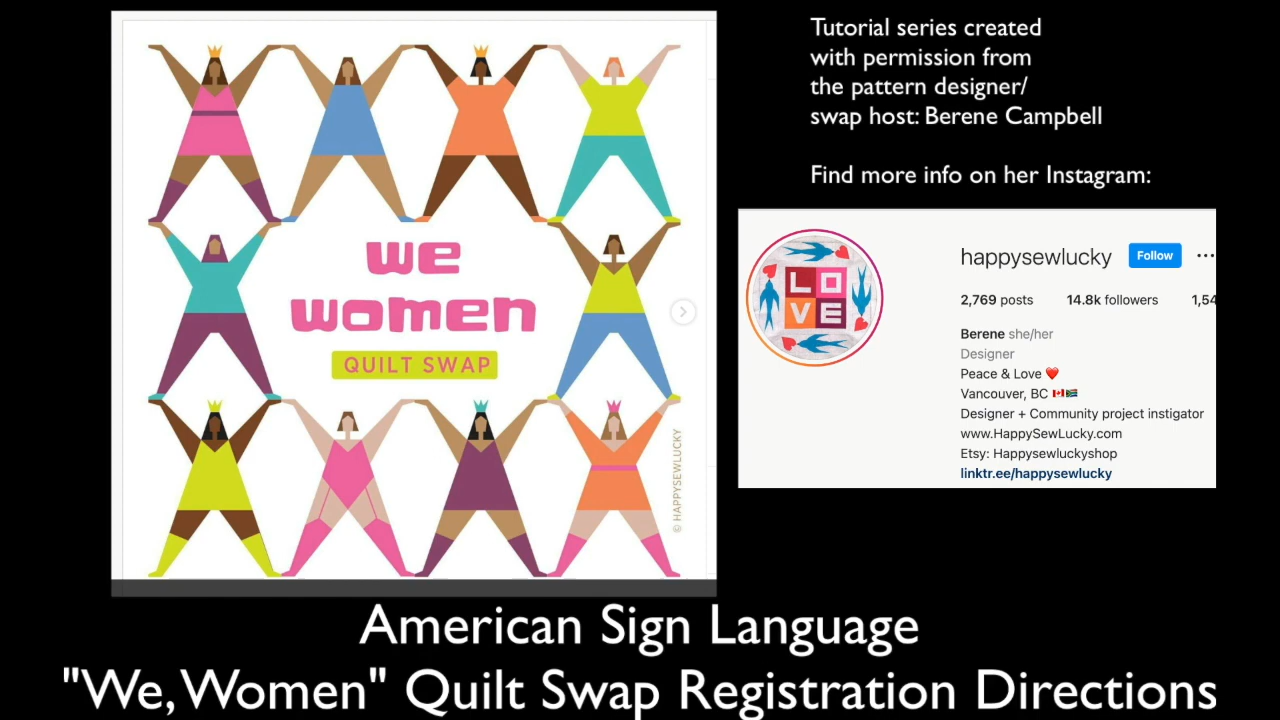 Tutorial series created
with permission from
the pattern designer/
swap host: Berene Campbell
Find more info on her Instagram:
we
women
QUILT SWAP
© HAPPYSEWLUCKY
LO
VE
happysewlucky Follow ...
2,769 posts 14.8k followers 1,54
Berene she/her
Designer
Peace & Love ❤️
Vancouver, BC 🇨🇦🇿🇦
Designer + Community project instigator
www.HappySewLucky.com
Etsy: Happysewluckyshop
linktr.ee/happysewlucky
American Sign Language
"We, Women" Quilt Swap Registration Directions